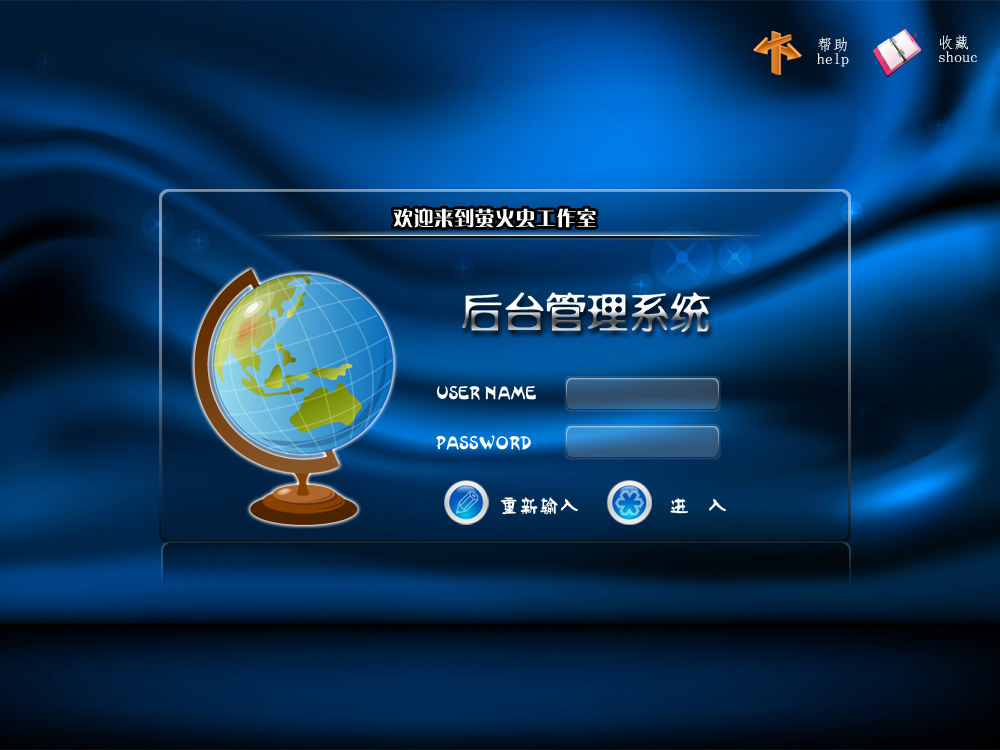 帮助
help
收藏
shouc
欢迎来到萤火虫工作室
后台管理系统
USER NAME
PASSWORD
重新输入
进 入